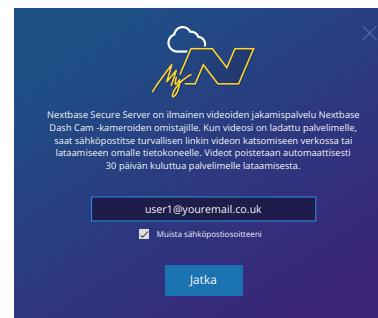 My N
Nextbase Secure Server on ilmainen videoiden jakamispalvelu Nextbase
Dash Cam -kameroiden omistajille. Kun videosi on ladattu palvelimelle,
saat sähköpostitse turvallisen linkin videon katsomiseen verkossa tai
lataamiseen omalle tietokoneelle. Videot poistetaan automaattisesti
30 päivän kuluttua palvelimelle lataamisesta.
user1@youremail.co.uk
Muista sähköpostiosoitteeni
Jatka